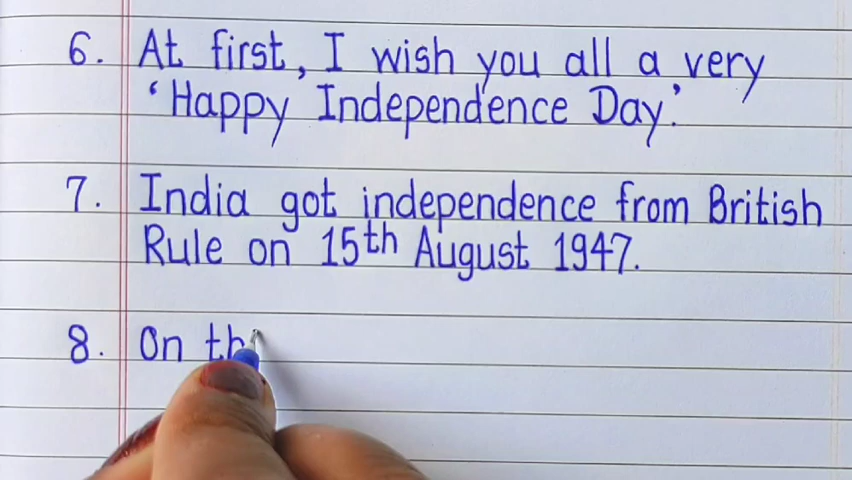 6. At first, I wish you all a very
'Happy Independence Day.'
7. India got independence from British
Rule on 15th August 1947.
8. On